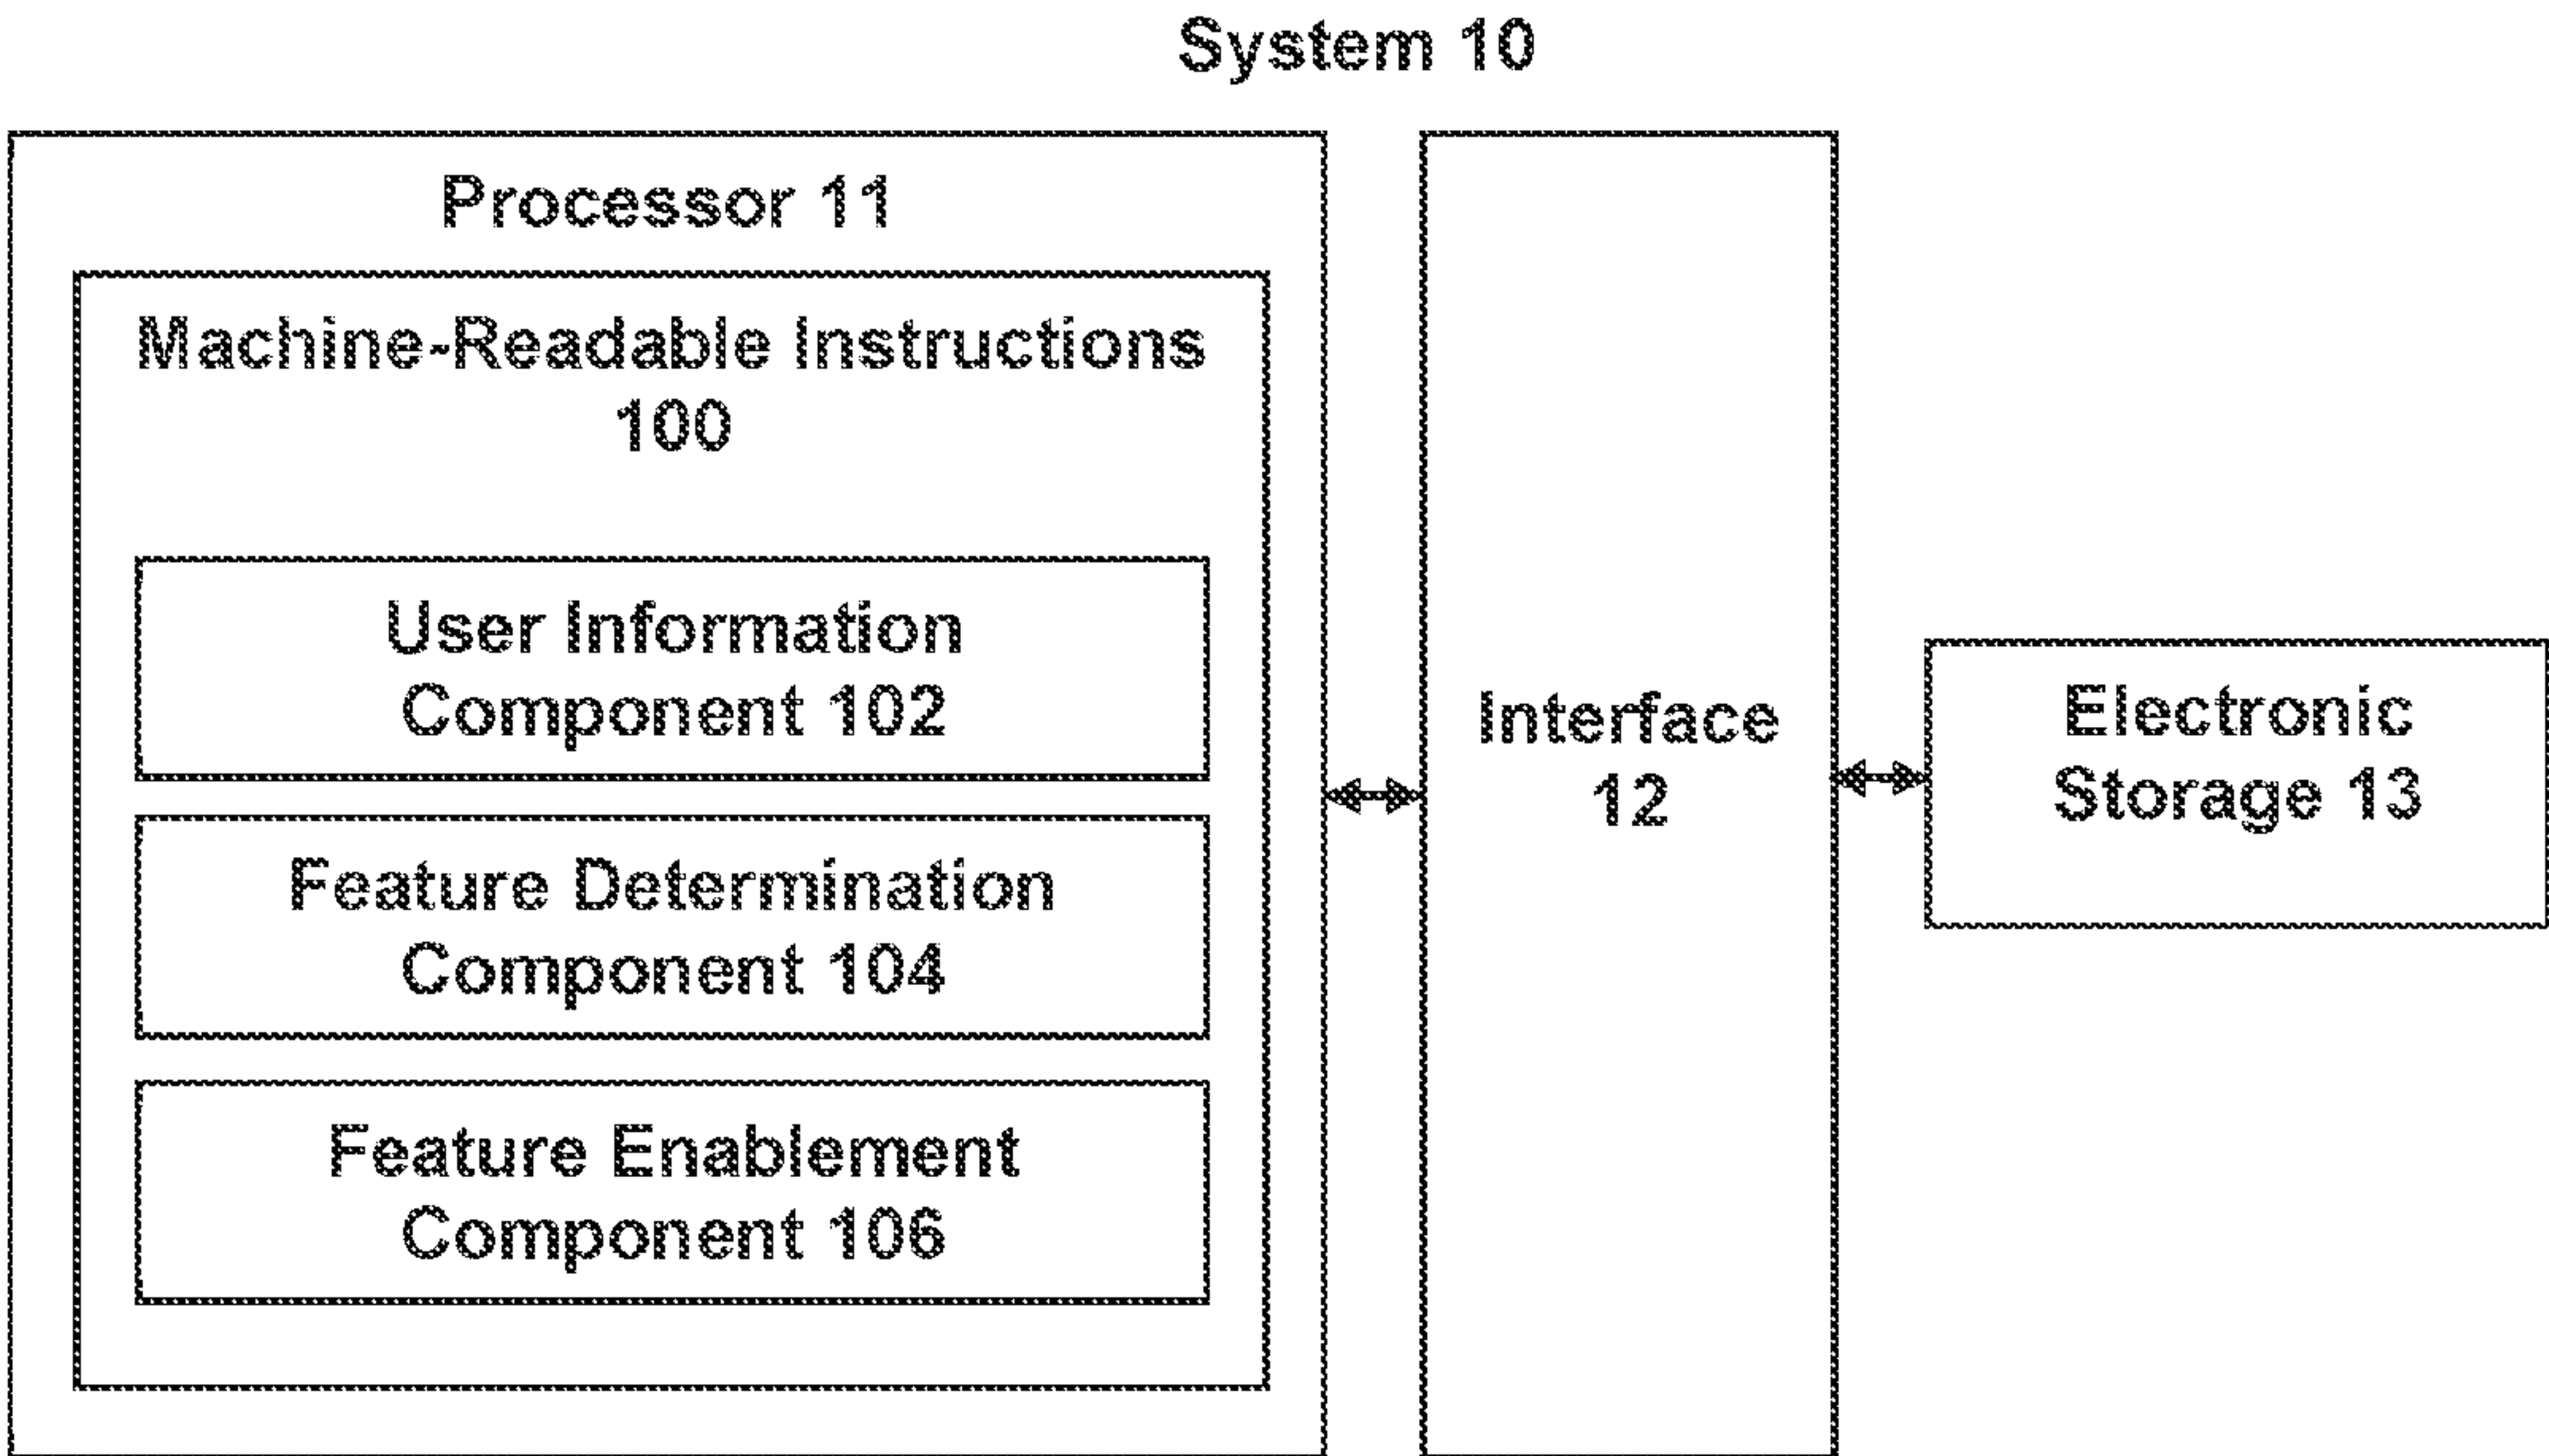 System 10
Processor 11
Machine-Readable Instructions
100
User Information
Component 102
Feature Determination
Component 104
Feature Enablement
Component 106
Interface
12
Electronic
Storage 13